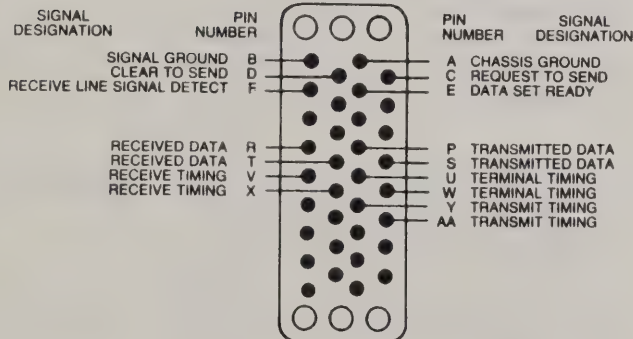 SIGNAL DESIGNATION
PIN NUMBER
SIGNAL GROUND B
CLEAR TO SEND D
RECEIVE LINE SIGNAL DETECT F
RECEIVED DATA R
RECEIVED DATA T
RECEIVE TIMING V
RECEIVE TIMING X
PIN NUMBER
SIGNAL DESIGNATION
A CHASSIS GROUND
C REQUEST TO SEND
E DATA SET READY
P TRANSMITTED DATA
S TRANSMITTED DATA
U TERMINAL TIMING
W TERMINAL TIMING
Y TRANSMIT TIMING
AA TRANSMIT TIMING